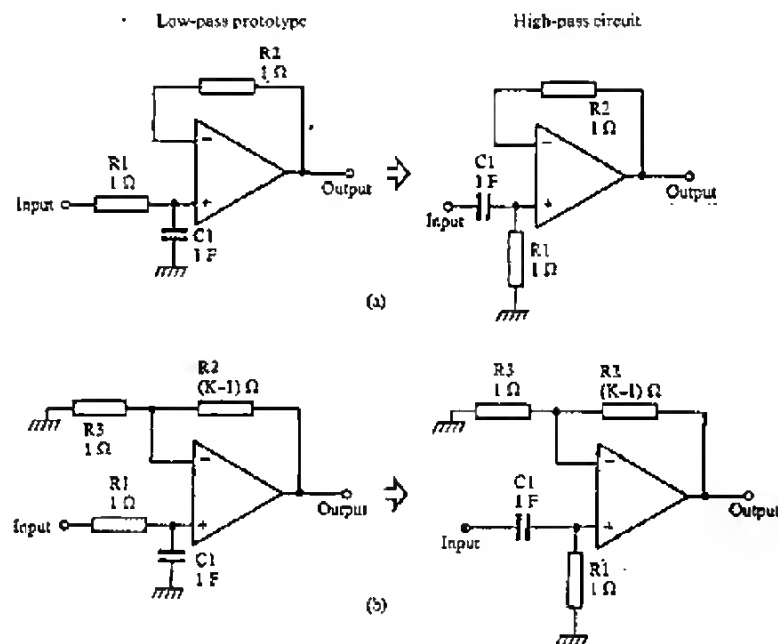 Low-pass prototype
High-pass circuit
R2
1 Ω
R1
1 Ω
Input
C1
1 F
Output
R2
1 Ω
C1
1 F
Input
R1
1 Ω
Output
(a)
R2
(K-1) Ω
R3
1 Ω
R1
1 Ω
Input
C1
1 F
Output
R3
1 Ω
(K-1) Ω
C1
1 F
Input
R1
1 Ω
Output
(b)